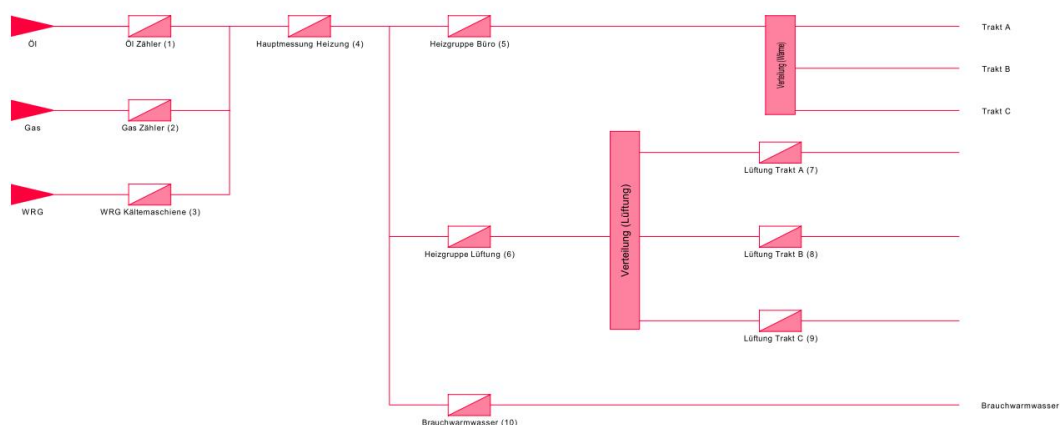 Öl
Öl Zähler (1)
Hauptmessung Heizung (4)
Heizgruppe Büro (5)
Verteilung (Wärme)
Trakt A
Trakt B
Trakt C
Gas
Gas Zähler (2)
Lüftung Trakt A (7)
WRG
WRG Kältemaschiene (3)
Heizgruppe Lüftung (6)
Verteilung (Lüftung)
Lüftung Trakt B (8)
Lüftung Trakt C (9)
Brauchwarmwasser (10)
Brauchwarmwasser